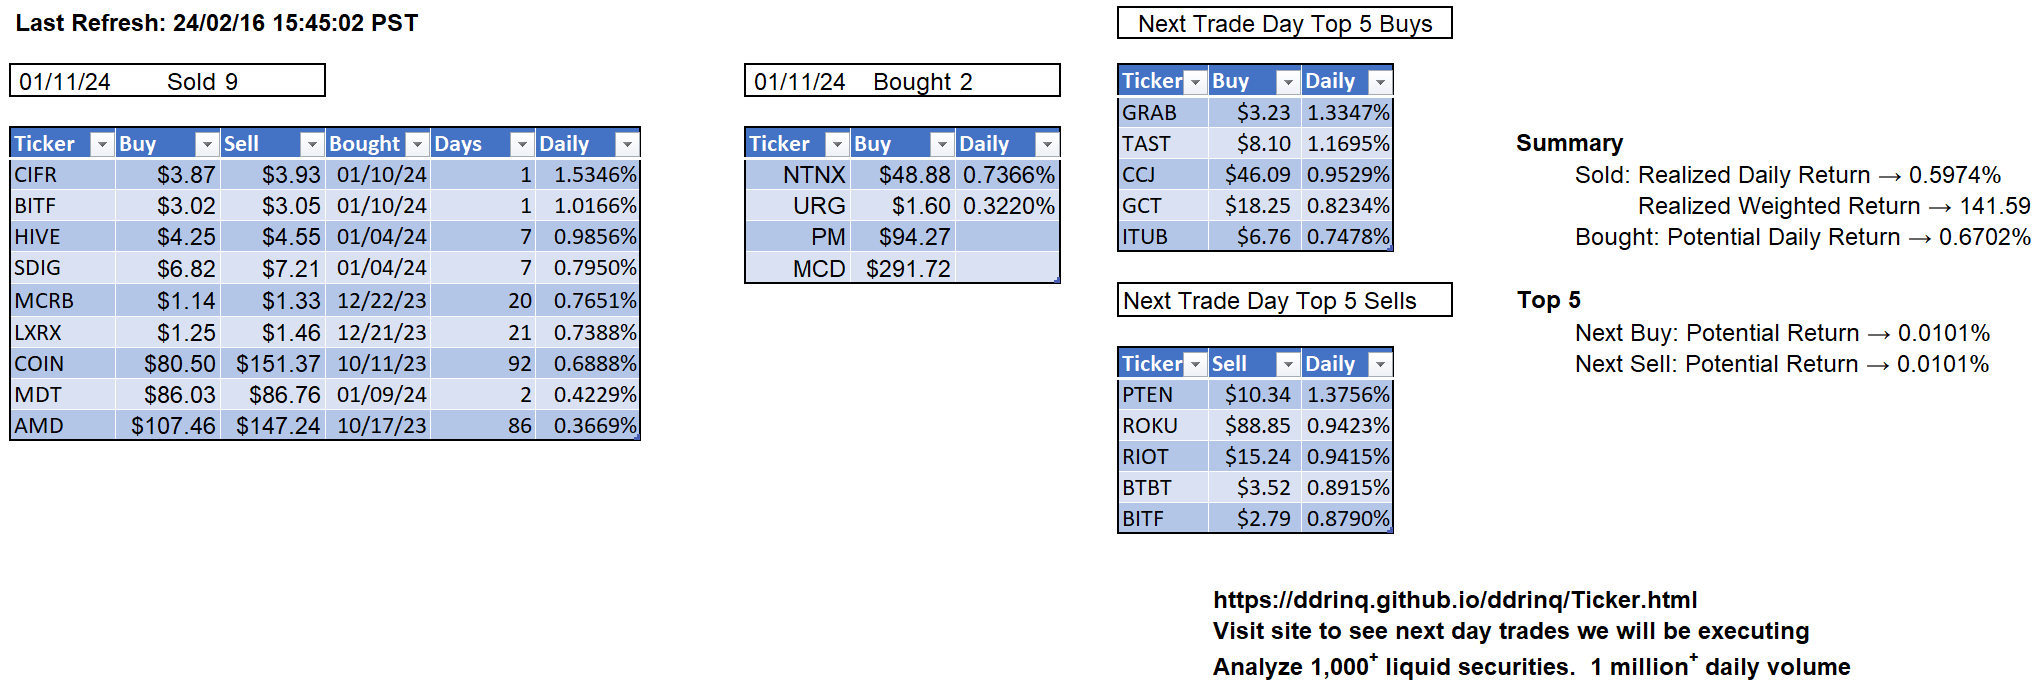 Last Refresh: 24/02/16 15:45:02 PST
01/11/24 Sold 9
Ticker Buy Sell Bought Days Daily
CIFR $3.87 $3.93 01/10/24 1 1.5346%
BITF $3.02 $3.05 01/10/24 1 1.0166%
HIVE $4.25 $4.55 01/04/24 7 0.9856%
SDIG $6.82 $7.21 01/04/24 7 0.7950%
MCRB $1.14 $1.33 12/22/23 20 0.7651%
LXRX $1.25 $1.46 12/21/23 21 0.7388%
COIN $80.50 $151.37 10/11/23 92 0.6888%
MDT $86.03 $86.76 01/09/24 2 0.4229%
AMD $107.46 $147.24 10/17/23 86 0.3669%
01/11/24 Bought 2
Ticker Buy Daily
NTNX $48.88 0.7366%
URG $1.60 0.3220%
PM $94.27
MCD $291.72
Next Trade Day Top 5 Buys
Ticker Buy Daily
GRAB $3.23 1.3347%
TAST $8.10 1.1695%
CCJ $46.09 0.9529%
GCT $18.25 0.8234%
ITUB $6.76 0.7478%
Next Trade Day Top 5 Sells
Ticker Sell Daily
PTEN $10.34 1.3756%
ROKU $88.85 0.9423%
RIOT $15.24 0.9415%
BTBT $3.52 0.8915%
BITF $2.79 0.8790%
Summary
Sold: Realized Daily Return → 0.5974%
Realized Weighted Return → 141.59
Bought: Potential Daily Return → 0.6702%
Top 5
Next Buy: Potential Return → 0.0101%
Next Sell: Potential Return → 0.0101%
https://ddrinq.github.io/ddrinq/Ticker.html
Visit site to see next day trades we will be executing
Analyze 1,000⁺ liquid securities. 1 million⁺ daily volume